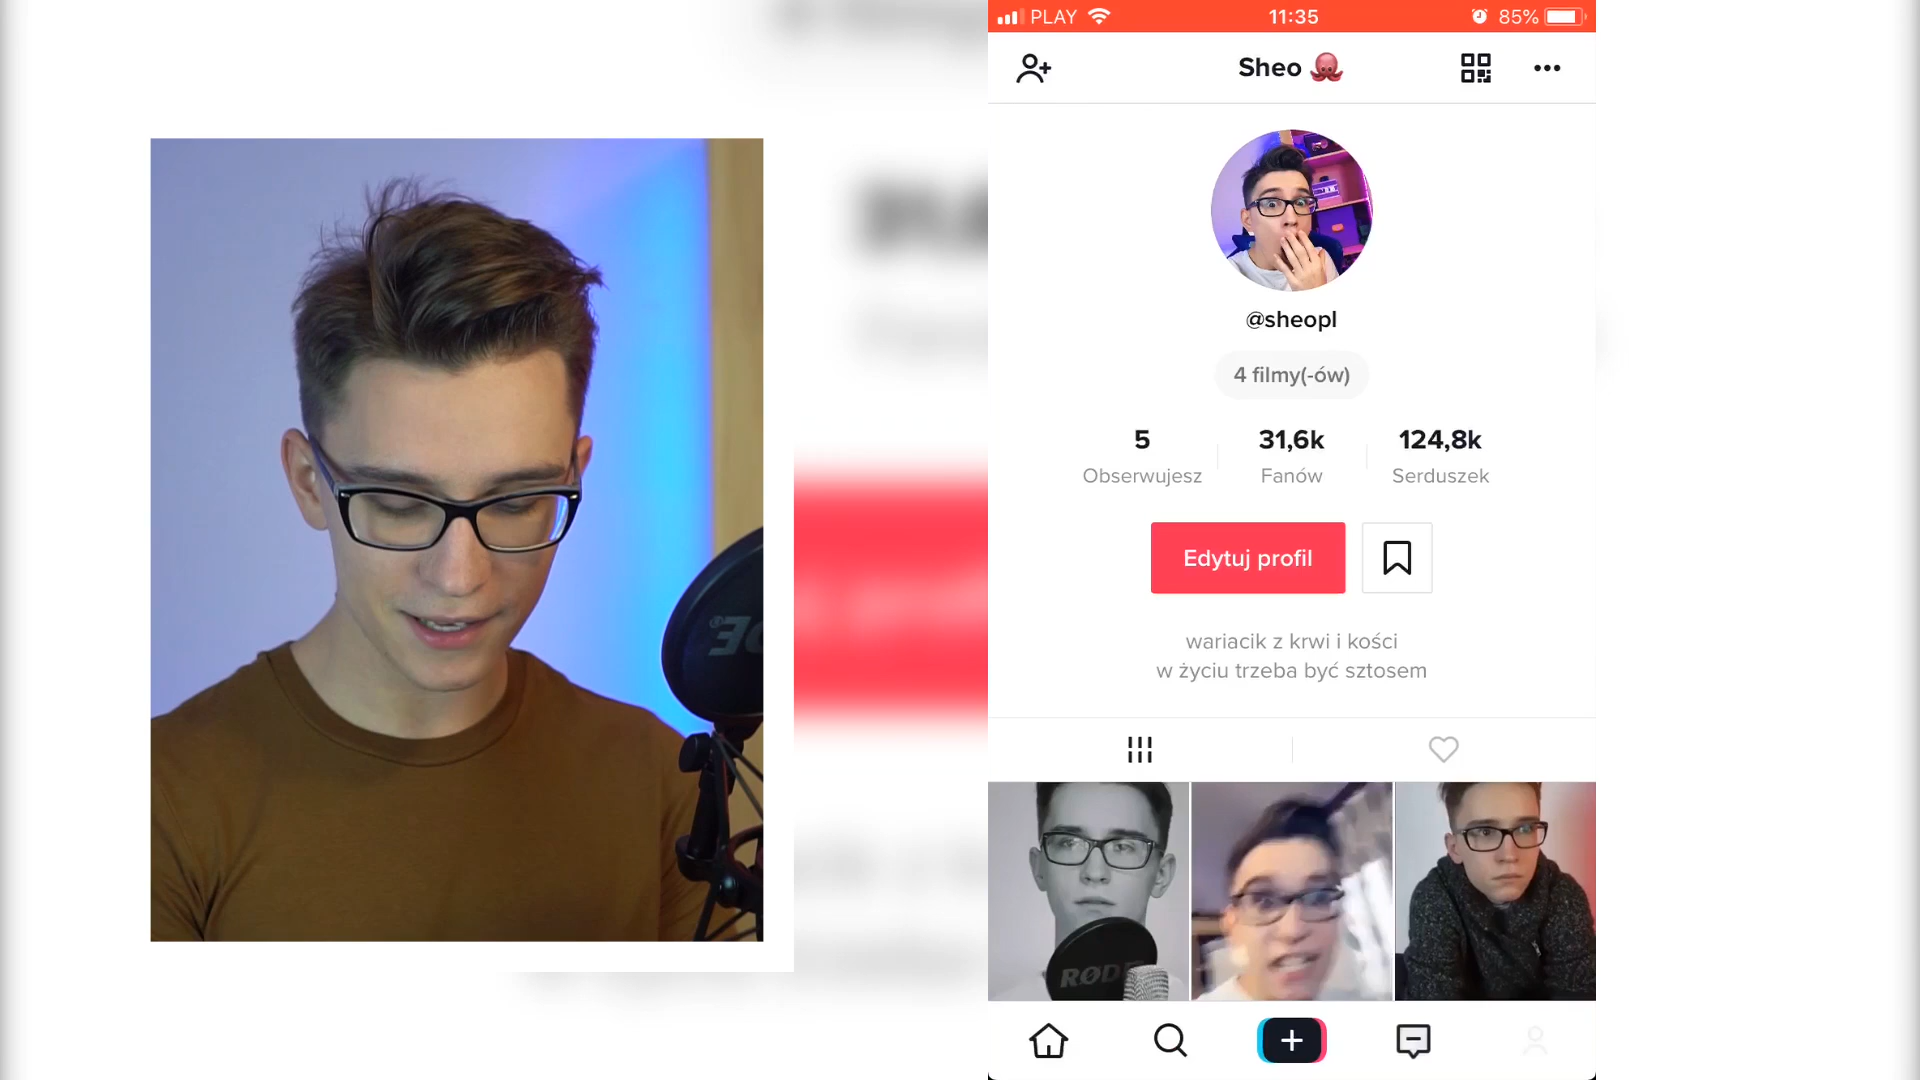 PLAY 11:35 85%
Sheo
@sheopl
4 filmy(-ów)
5 31,6k 124,8k
Obserwujesz Fanów Serduszek
Edytuj profil
wariacik z krwi i kości
w życiu trzeba być sztosem
RØDE